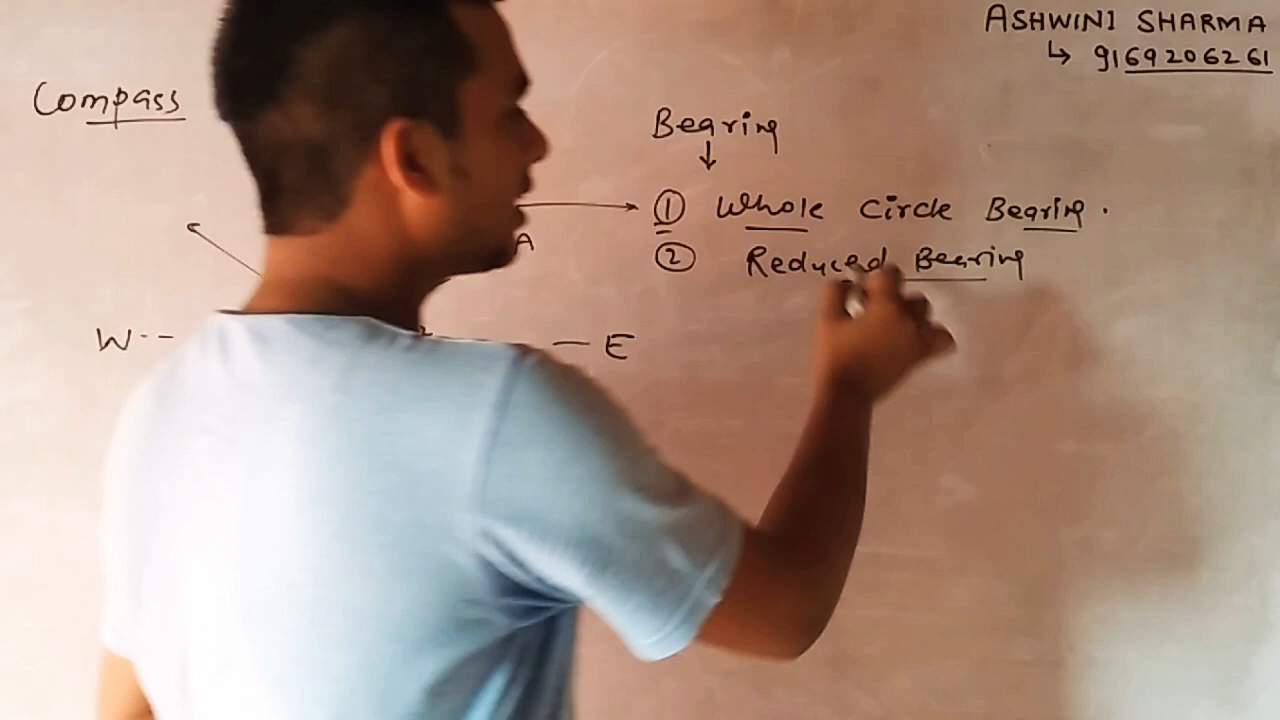 ASHWINI SHARMA
↳ 9169206261
Compass
Bearing
↓
① Whole Circle Bearing.
② Reduced Bearing
A
W
E